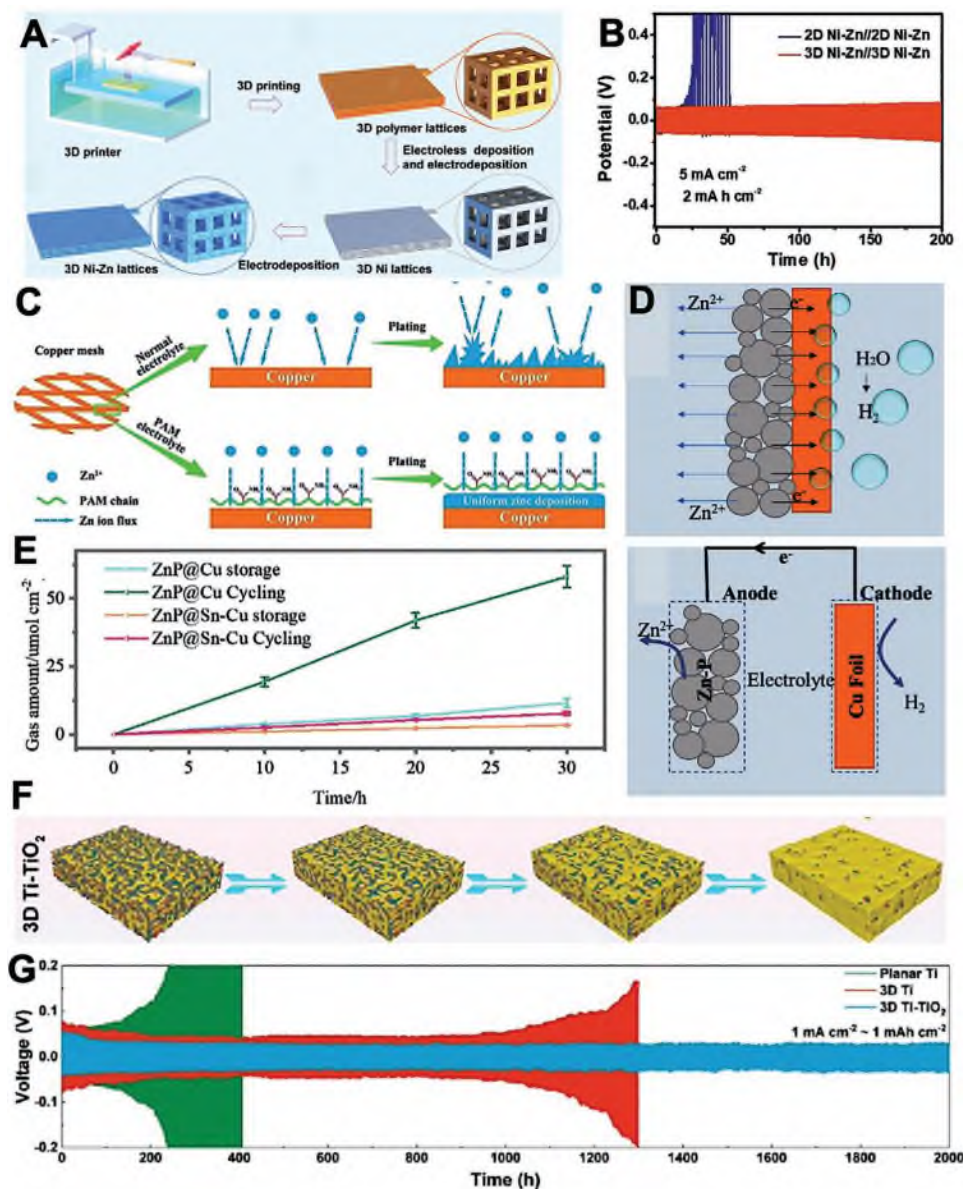 A
3D printer
3D printing
3D polymer lattices
Electroless deposition
and electrodeposition
3D Ni lattices
Electrodeposition
3D Ni-Zn lattices
B
2D Ni-Zn//2D Ni-Zn
3D Ni-Zn//3D Ni-Zn
5 mA cm⁻²
2 mA h cm⁻²
Potential (V)
0.4
0.2
0.0
-0.2
-0.4
0 50 100 150 200
Time (h)
C
Copper mesh
Normal
electrolyte
PAM
electrolyte
Copper
Plating
Copper
Zn²⁺
PAM chain
Zn ion flux
Copper
Plating
Uniform zinc deposition
Copper
D
Zn²⁺
e⁻
H₂O
H₂
Zn²⁺
e⁻
e⁻
Anode
Cathode
Zn²⁺
Zn-P
Electrolyte
Cu Foil
H₂
E
ZnP@Cu storage
ZnP@Cu Cycling
ZnP@Sn-Cu storage
ZnP@Sn-Cu Cycling
Gas amount/umol cm⁻²
50
25
0
0 5 10 15 20 25 30
Time/h
F
3D Ti-TiO₂
G
Planar Ti
3D Ti
3D Ti-TiO₂
1 mA cm⁻² ~ 1 mAh cm⁻²
Voltage (V)
0.2
0.1
0.0
-0.1
-0.2
0 200 400 600 800 1000 1200 1400 1600 1800 2000
Time (h)